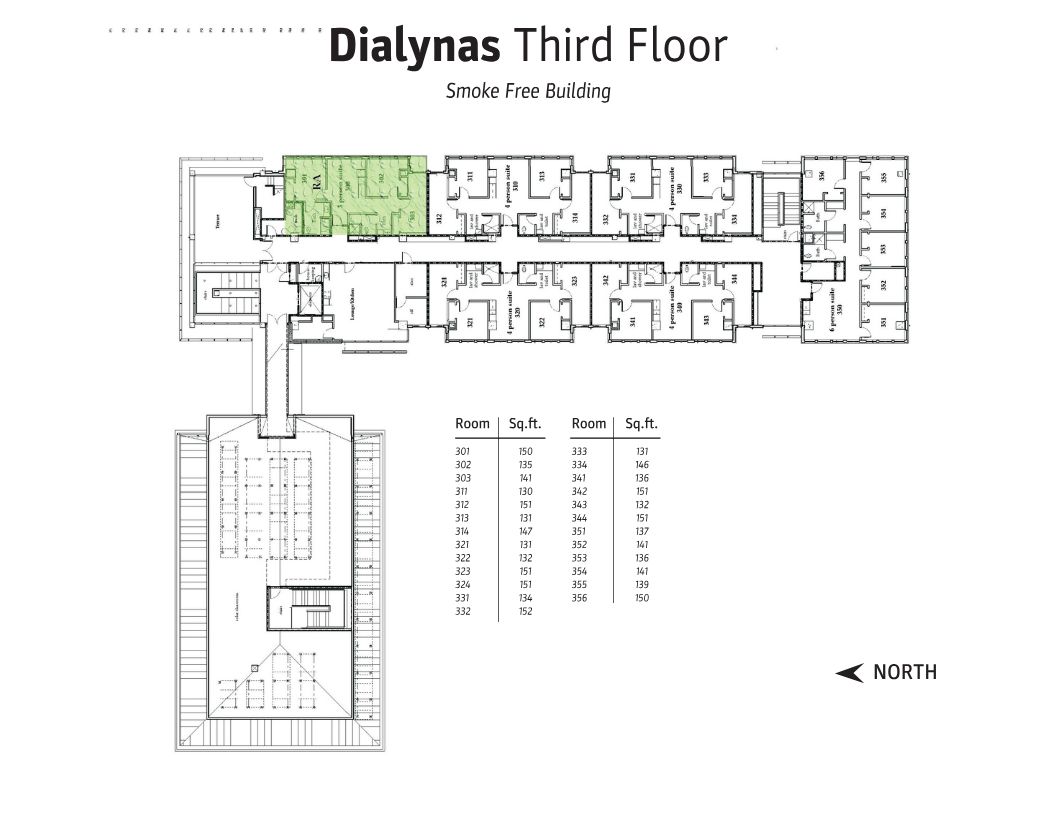 Dialynas Third Floor
Smoke Free Building
301
RA
302
303
311
4 person suite
310
313
312
314
331
4 person suite
330
333
332
334
356
355
354
353
352
351
Bath
Bath
Terrace
stairs
Lounge/kitchen
324
323
321
4 person suite
320
322
342
344
341
4 person suite
340
343
6 person suite
350
stairs
Room Sq.ft. Room Sq.ft.
301 150 333 131
302 135 334 146
303 141 341 136
311 130 342 151
312 151 343 132
313 131 344 151
314 147 351 137
321 131 352 141
322 132 353 136
323 151 354 141
324 151 355 139
331 134 356 150
332 152
NORTH